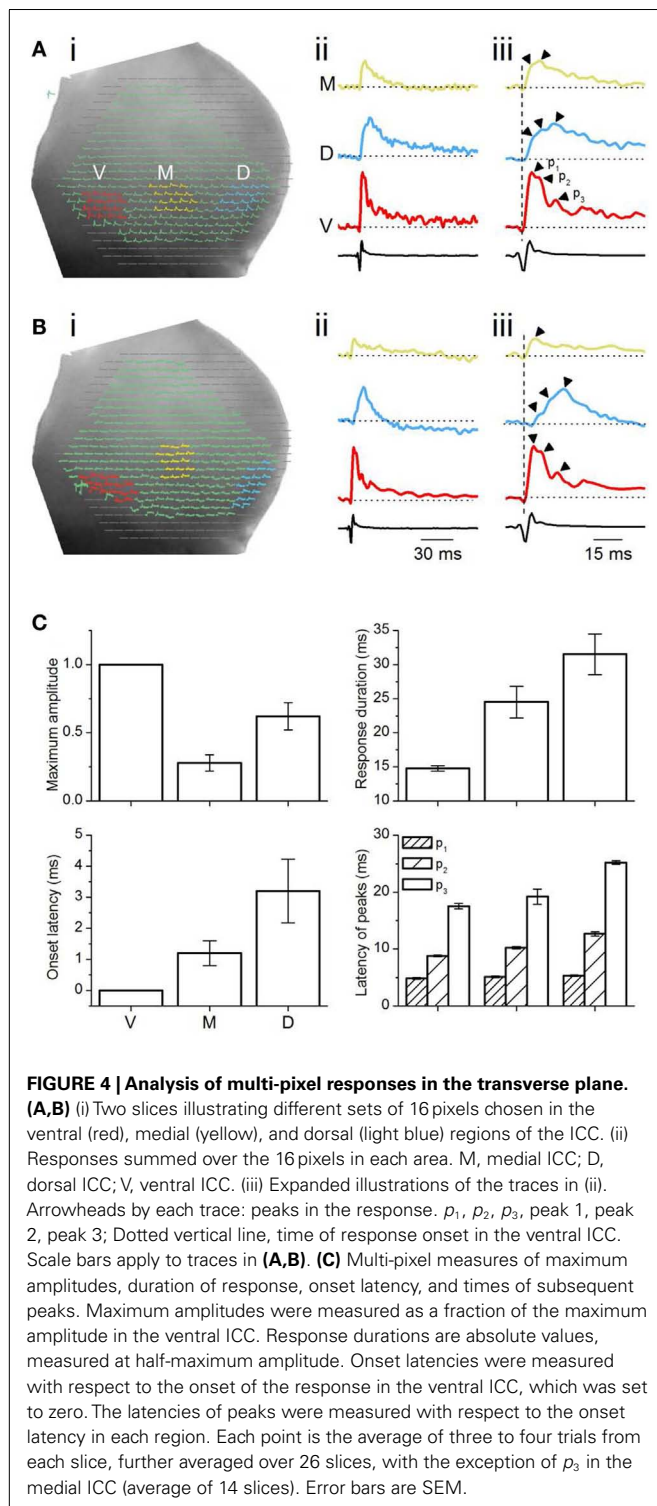 A i ii iii
M
D
V
V M D
p1
p2
p3
B i ii iii
30 ms 15 ms
C
Maximum amplitude
1.0
0.5
0.0
Response duration (ms)
35
30
25
20
15
10
Onset latency (ms)
5
4
3
2
1
0
V M D
Latency of peaks (ms)
30
20
10
0
p1
p2
p3
V M D
FIGURE 4 | Analysis of multi-pixel responses in the transverse plane.
(A,B) (i) Two slices illustrating different sets of 16 pixels chosen in the
ventral (red), medial (yellow), and dorsal (light blue) regions of the ICC. (ii)
Responses summed over the 16 pixels in each area. M, medial ICC; D,
dorsal ICC; V, ventral ICC. (iii) Expanded illustrations of the traces in (ii).
Arrowheads by each trace: peaks in the response. p1, p2, p3, peak 1, peak
2, peak 3; Dotted vertical line, time of response onset in the ventral ICC.
Scale bars apply to traces in (A,B). (C) Multi-pixel measures of maximum
amplitudes, duration of response, onset latency, and times of subsequent
peaks. Maximum amplitudes were measured as a fraction of the maximum
amplitude in the ventral ICC. Response durations are absolute values,
measured at half-maximum amplitude. Onset latencies were measured
with respect to the onset of the response in the ventral ICC, which was set
to zero. The latencies of peaks were measured with respect to the onset
latency in each region. Each point is the average of three to four trials from
each slice, further averaged over 26 slices, with the exception of p3 in the
medial ICC (average of 14 slices). Error bars are SEM.